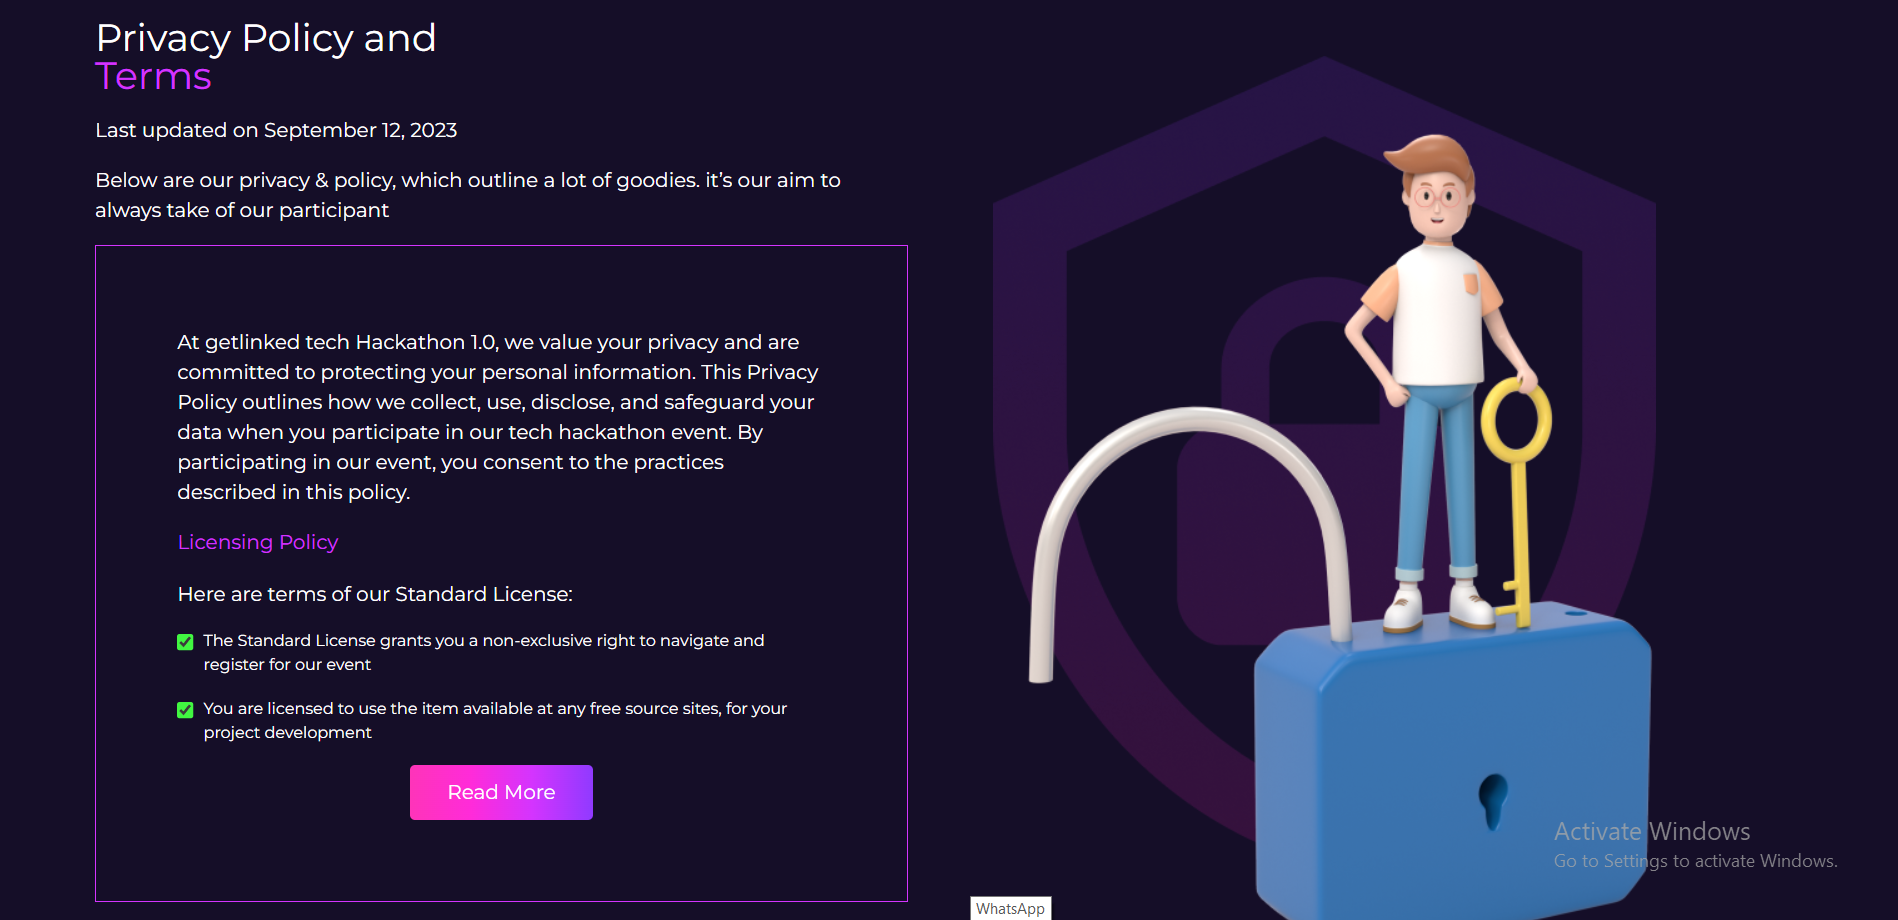 Privacy Policy and
Terms
Last updated on September 12, 2023
Below are our privacy & policy, which outline a lot of goodies. it’s our aim to
always take of our participant
At getlinked tech Hackathon 1.0, we value your privacy and are
committed to protecting your personal information. This Privacy
Policy outlines how we collect, use, disclose, and safeguard your
data when you participate in our tech hackathon event. By
participating in our event, you consent to the practices
described in this policy.
Licensing Policy
Here are terms of our Standard License:
The Standard License grants you a non-exclusive right to navigate and
register for our event
You are licensed to use the item available at any free source sites, for your
project development
Read More
Activate Windows
Go to Settings to activate Windows.
WhatsApp